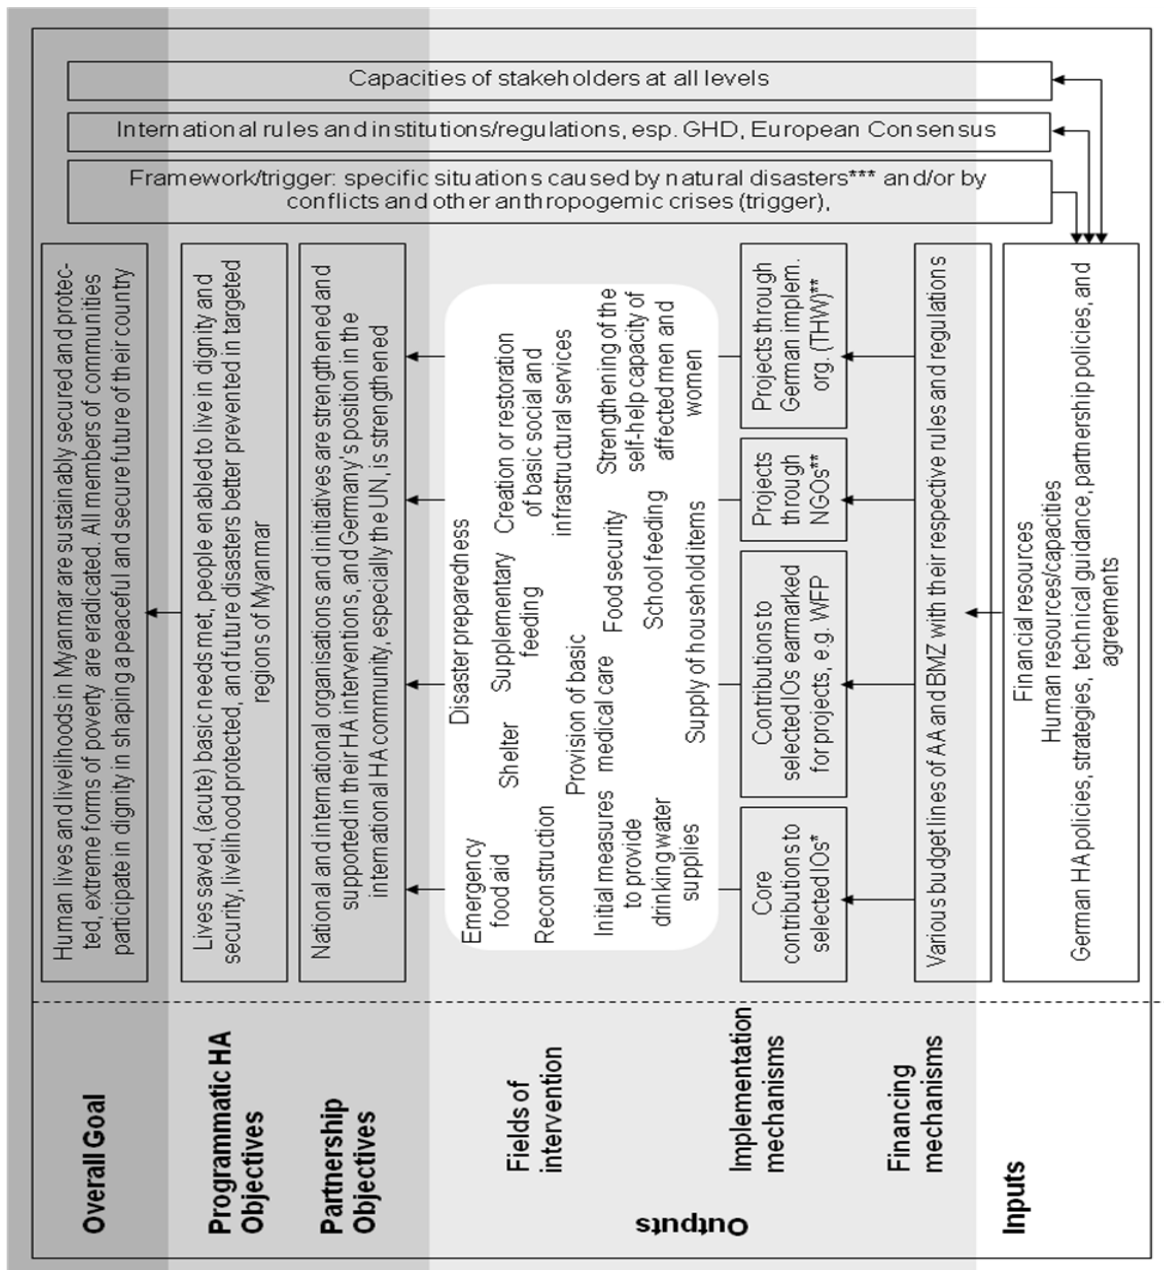 Capacities of stakeholders at all levels
International rules and institutions/regulations, esp. GHD, European Consensus
Framework/trigger: specific situations caused by natural disasters*** and/or by
conflicts and other anthropogemic crises (trigger),
Overall Goal
Human lives and livelihoods in Myanmar are sustainably secured and protec-
ted, extreme forms of poverty are eradicated. All members of communities
participate in dignity in shaping a peaceful and secure future of their country
Programmatic HA
Objectives
Lives saved, (acute) basic needs met, people enabled to live in dignity and
security, livelihood protected, and future disasters better prevented in targeted
regions of Myanmar
Partnership
Objectives
National and international organisations and initiatives are strengthened and
supported in their HA interventions, and Germany's position in the
international HA community, especially the UN, is strengthened
Outputs
Fields of
intervention
Emergency
food aid
Reconstruction
Initial measures
to provide
drinking water
supplies
Disaster preparedness
Shelter
Supplementary
feeding
Provision of basic
medical care
Food security
School feeding
Supply of household items
Creation or restoration
of basic social and
infrastructural services
Strengthening of the
self-help capacity of
affected men and
women
Implementation
mechanisms
Core
contributions to
selected IOs*
Contributions to
selected IOs earmarked
for projects, e.g. WFP
Projects
through
NGOs**
Projects through
German implem.
org. (THW)**
Financing
mechanisms
Various budget lines of AA and BMZ with their respective rules and regulations
Inputs
Financial resources
Human resources/capacities
German HA policies, strategies, technical guidance, partnership policies, and
agreements